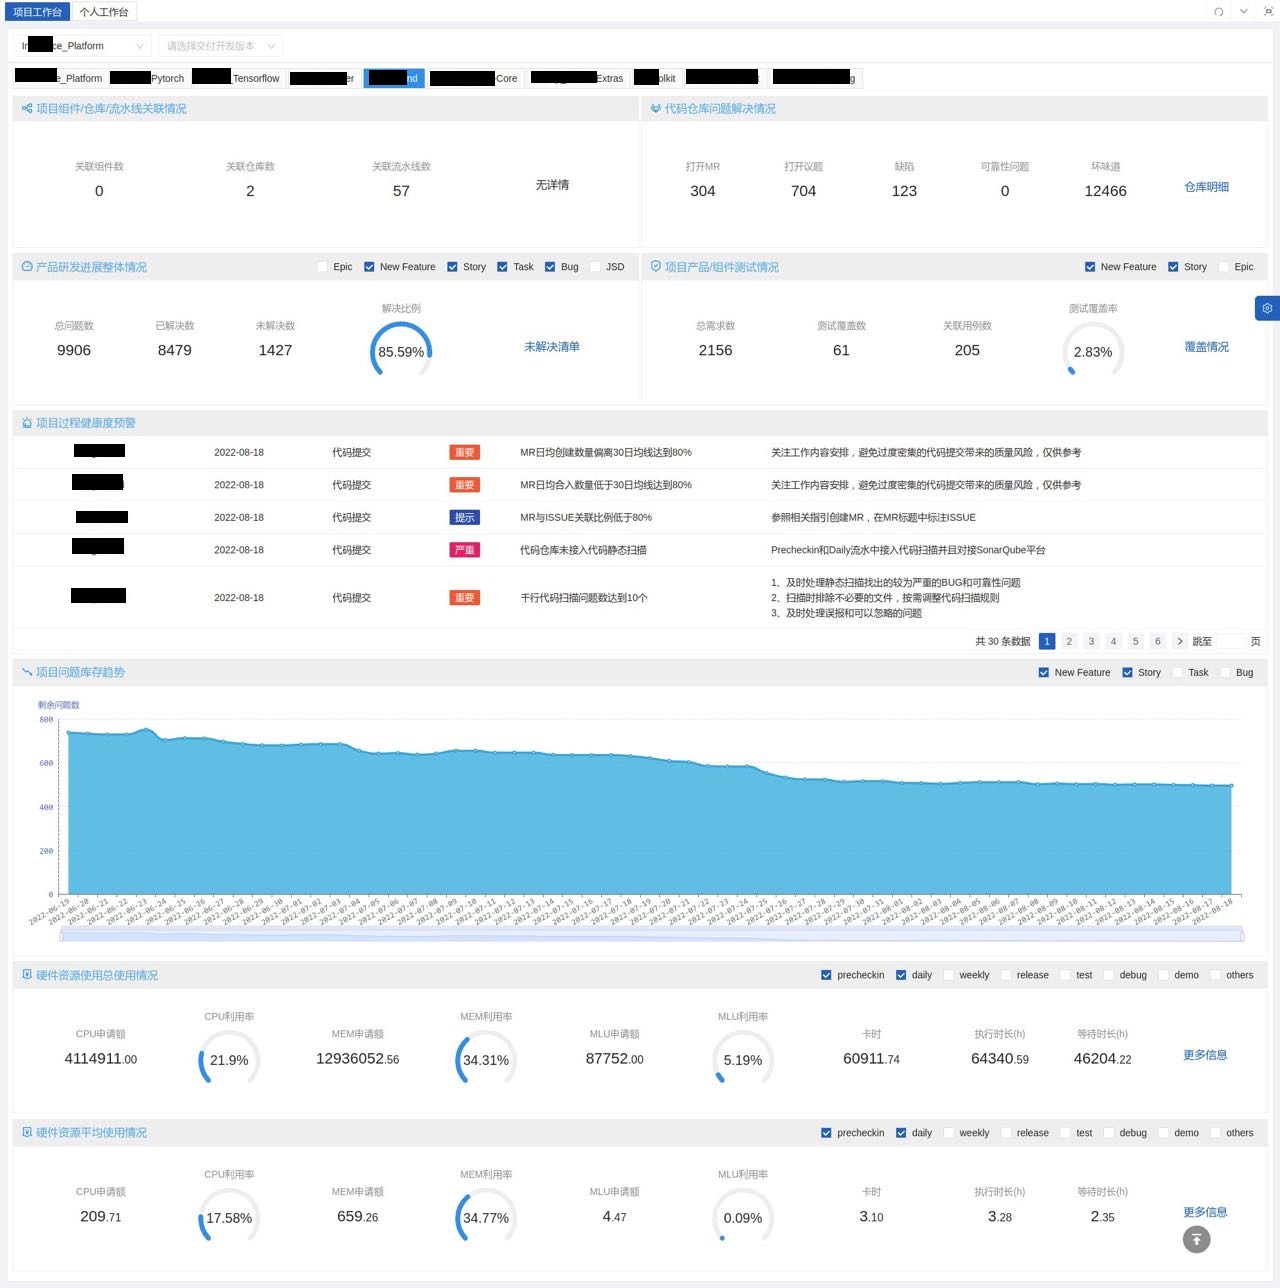 项目工作台 个人工作台
ce_Platform 请选择交付开发版本
e_Platform Pytorch Tensorflow er nd -Core Extras olkit g
项目组件/仓库/流水线关联情况
关联组件数 关联仓库数 关联流水线数
0 2 57 无详情
代码仓库问题解决情况
打开MR 打开议题 缺陷 可靠性问题 坏味道
304 704 123 0 12466 仓库明细
产品研发进展整体情况 Epic New Feature Story Task Bug JSD
总问题数 已解决数 未解决数 解决比例
9906 8479 1427 85.59% 未解决清单
项目产品/组件测试情况 New Feature Story Epic
总需求数 测试覆盖数 关联用例数 测试覆盖率
2156 61 205 2.83% 覆盖情况
项目过程健康度预警
2022-08-18 代码提交 重要 MR日均创建数量偏离30日均线达到80% 关注工作内容安排，避免过度密集的代码提交带来的质量风险，仅供参考
2022-08-18 代码提交 重要 MR日均合入数量低于30日均线达到80% 关注工作内容安排，避免过度密集的代码提交带来的质量风险，仅供参考
2022-08-18 代码提交 提示 MR与ISSUE关联比例低于80% 参照相关指引创建MR，在MR标题中标注ISSUE
2022-08-18 代码提交 严重 代码仓库未接入代码静态扫描 Precheckin和Daily流水中接入代码扫描并且对接SonarQube平台
2022-08-18 代码提交 重要 千行代码扫描问题数达到10个 1、及时处理静态扫描找出的较为严重的BUG和可靠性问题
2、扫描时排除不必要的文件，按需调整代码扫描规则
3、及时处理误报和可以忽略的问题
共 30 条数据 1 2 3 4 5 6 > 跳至 页
项目问题库存趋势 New Feature Story Task Bug
剩余问题数
800
600
400
200
0
2022-06-19 2022-06-20 2022-06-21 2022-06-22 2022-06-23 2022-06-24 2022-06-25 2022-06-26 2022-06-27 2022-06-28 2022-06-29 2022-06-30 2022-07-01 2022-07-02 2022-07-03 2022-07-04 2022-07-05 2022-07-06 2022-07-07 2022-07-08 2022-07-09 2022-07-10 2022-07-11 2022-07-12 2022-07-13 2022-07-14 2022-07-15 2022-07-16 2022-07-17 2022-07-18 2022-07-19 2022-07-20 2022-07-21 2022-07-22 2022-07-23 2022-07-24 2022-07-25 2022-07-26 2022-07-27 2022-07-28 2022-07-29 2022-07-30 2022-07-31 2022-08-01 2022-08-02 2022-08-03 2022-08-04 2022-08-05 2022-08-06 2022-08-07 2022-08-08 2022-08-09 2022-08-10 2022-08-11 2022-08-12 2022-08-13 2022-08-14 2022-08-15 2022-08-16 2022-08-17 2022-08-18
硬件资源使用总使用情况 precheckin daily weekly release test debug demo others
CPU申请额 CPU利用率 MEM申请额 MEM利用率 MLU申请额 MLU利用率 卡时 执行时长(h) 等待时长(h)
4114911.00 21.9% 12936052.56 34.31% 87752.00 5.19% 60911.74 64340.59 46204.22 更多信息
硬件资源平均使用情况 precheckin daily weekly release test debug demo others
CPU申请额 CPU利用率 MEM申请额 MEM利用率 MLU申请额 MLU利用率 卡时 执行时长(h) 等待时长(h)
209.71 17.58% 659.26 34.77% 4.47 0.09% 3.10 3.28 2.35 更多信息